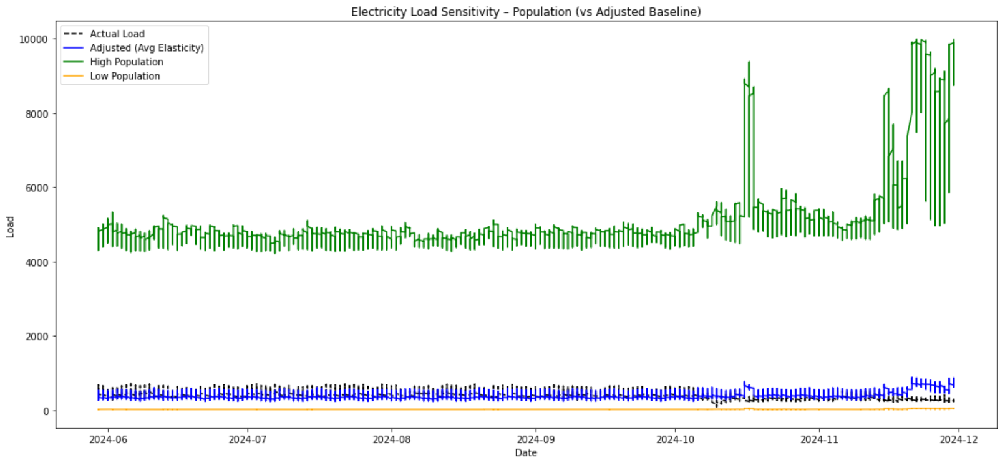 Electricity Load Sensitivity – Population (vs Adjusted Baseline)
Actual Load
Adjusted (Avg Elasticity)
High Population
Low Population
10000
8000
6000
4000
2000
0
Load
2024-06
2024-07
2024-08
2024-09
2024-10
2024-11
2024-12
Date